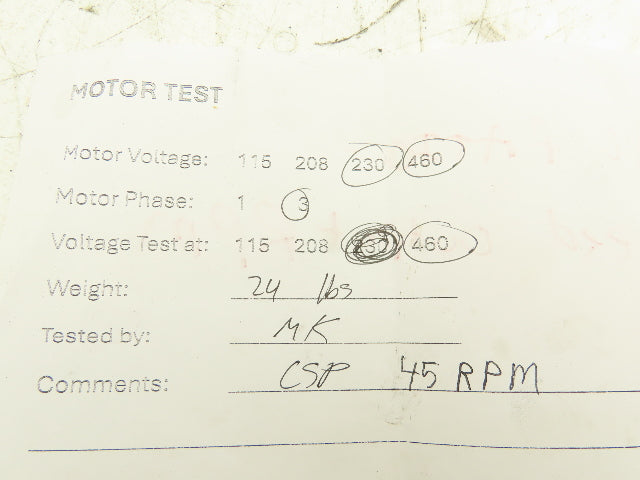 MOTOR TEST
Motor Voltage: 115 208 230 460
Motor Phase: 1 3
Voltage Test at: 115 208 230 460
Weight: 24 lbs
Tested by: MK
Comments: CSP 45 RPM